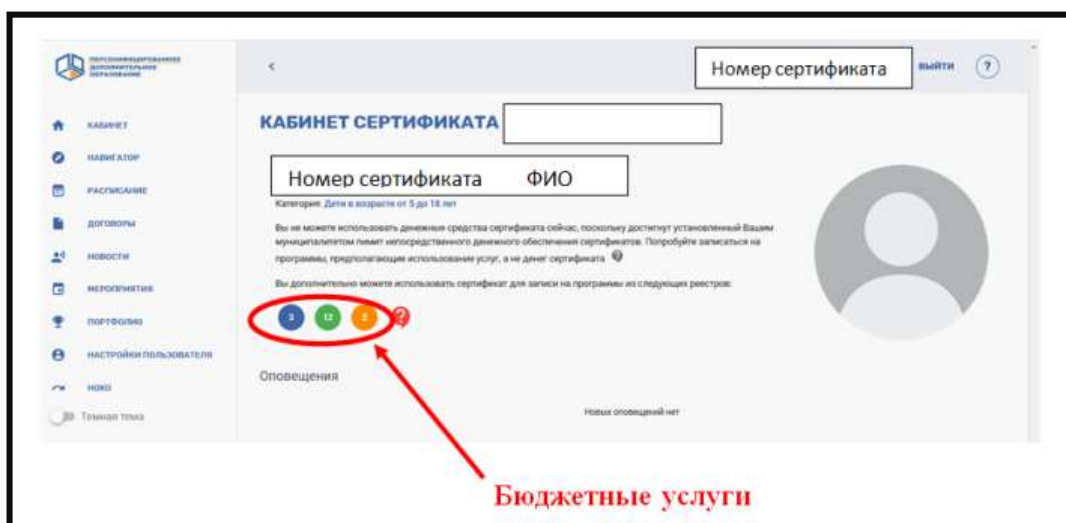 ПЕРСОНИФИЦИРОВАННОЕ
ДОПОЛНИТЕЛЬНОЕ
ОБРАЗОВАНИЕ
Номер сертификата
ВЫЙТИ
?
КАБИНЕТ
НАВИГАТОР
РАСПИСАНИЕ
ДОГОВОРЫ
НОВОСТИ
МЕРОПРИЯТИЯ
ПОРТФОЛИО
НАСТРОЙКИ ПОЛЬЗОВАТЕЛЯ
НОКО
Темная тема
КАБИНЕТ СЕРТИФИКАТА
Номер сертификата ФИО
Категория: Дети в возрасте от 5 до 18 лет
Вы не можете использовать денежные средства сертификата сейчас, поскольку достигнут установленный Вашим
муниципалитетом лимит непосредственного денежного обеспечения сертификатов. Попробуйте записаться на
программы, предполагающие использование услуг, а не денег сертификата ?
Вы дополнительно можете использовать сертификат для записи на программы из следующих реестров:
3 12 2 ?
Оповещения
Новых оповещений нет
Бюджетные услуги